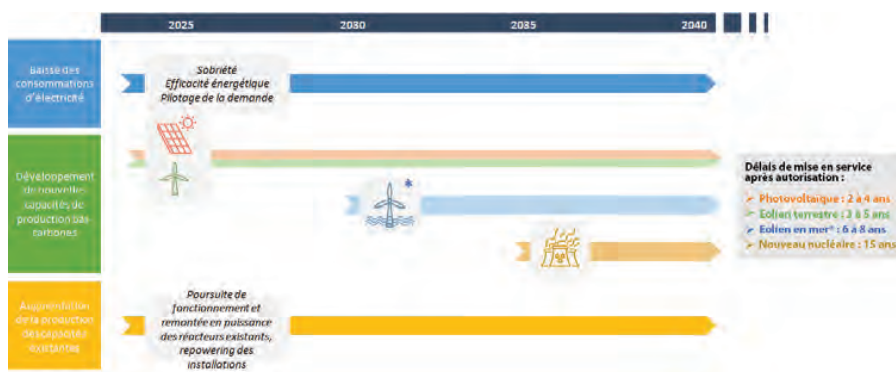 2025 2030 2035 2040
Baisse des
consommations
d'électricité
Sobriété
Efficacité énergétique
Pilotage de la demande
Développement
de nouvelles
capacités de
production bas-
carbones
*
Délais de mise en service
après autorisation :
➢ Photovoltaïque : 2 à 4 ans
➢ Eolien terrestre : 3 à 5 ans
➢ Eolien en mer* : 6 à 8 ans
➢ Nouveau nucléaire : 15 ans
Augmentation
de la production
des capacités
existantes
Poursuite de
fonctionnement et
remontée en puissance
des réacteurs existants,
repowering des
installations